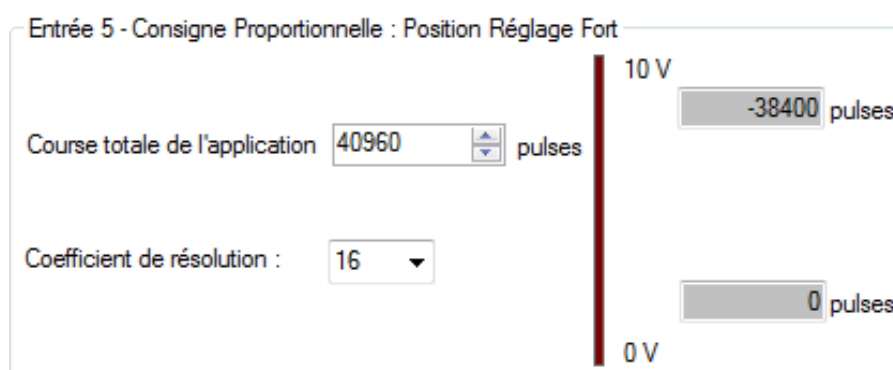 Entrée 5 - Consigne Proportionnelle : Position Réglage Fort
10 V
-38400 pulses
Course totale de l'application 40960 pulses
Coefficient de résolution : 16
0 pulses
0 V